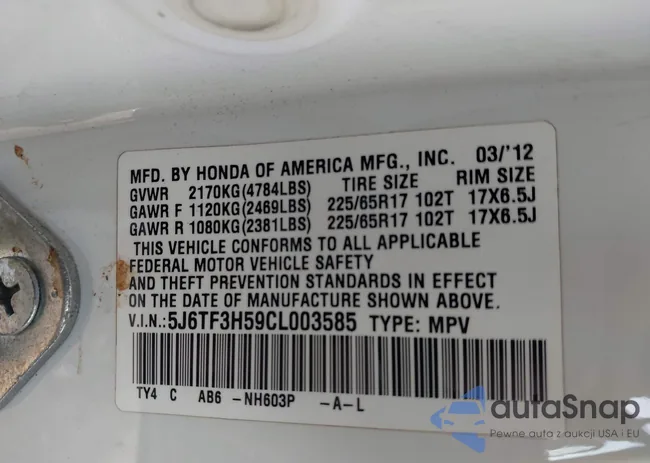 MFD. BY HONDA OF AMERICA MFG., INC. 03/'12
GVWR 2170KG(4784LBS) TIRE SIZE RIM SIZE
GAWR F 1120KG(2469LBS) 225/65R17 102T 17X6.5J
GAWR R 1080KG(2381LBS) 225/65R17 102T 17X6.5J
THIS VEHICLE CONFORMS TO ALL APPLICABLE
FEDERAL MOTOR VEHICLE SAFETY
AND THEFT PREVENTION STANDARDS IN EFFECT
ON THE DATE OF MANUFACTURE SHOWN ABOVE.
V.I.N.:5J6TF3H59CL003585 TYPE: MPV
TY4 C AB6 -NH603P -A-L
autaSnap
Pewne auta z aukcji USA i EU